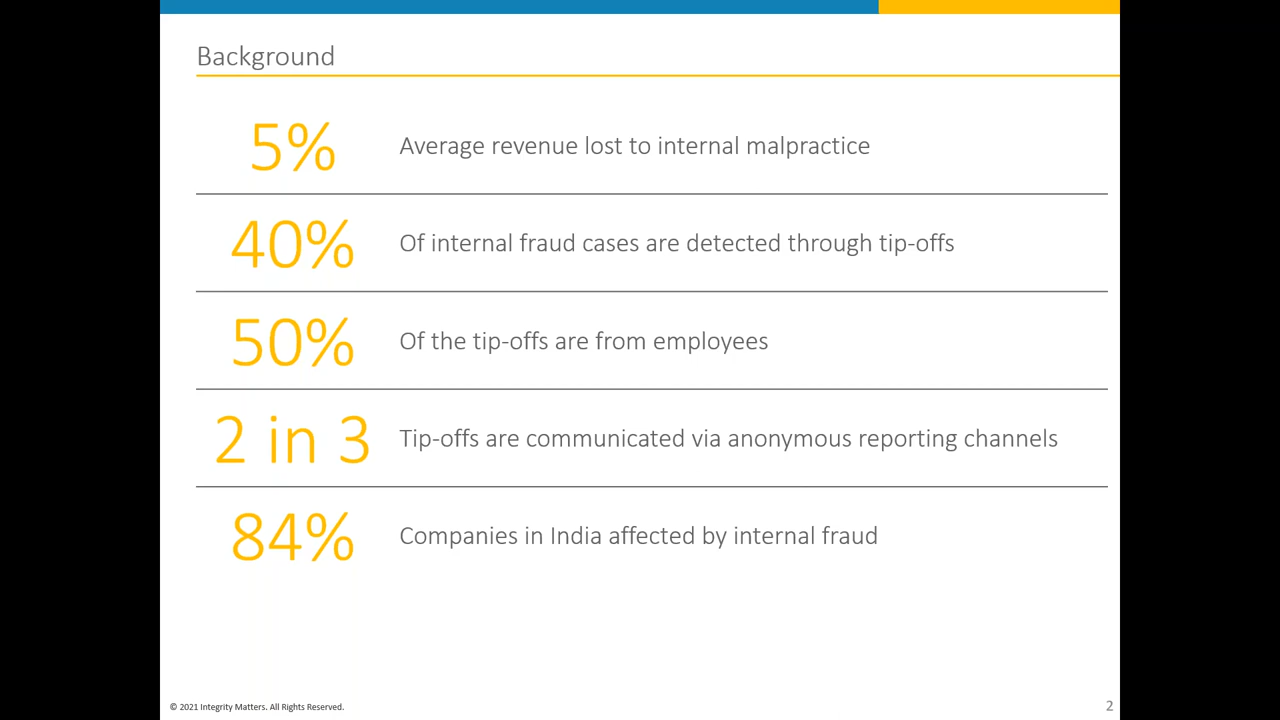 Background
5% Average revenue lost to internal malpractice
40% Of internal fraud cases are detected through tip-offs
50% Of the tip-offs are from employees
2 in 3 Tip-offs are communicated via anonymous reporting channels
84% Companies in India affected by internal fraud
© 2021 Integrity Matters. All Rights Reserved. 2